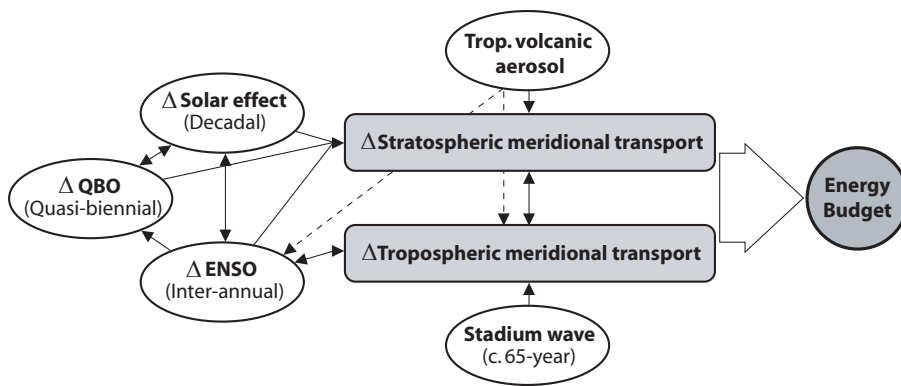 Trop. volcanic
aerosol
Δ Solar effect
(Decadal)
Δ Stratospheric meridional transport
Δ QBO
(Quasi-biennial)
Energy
Budget
Δ Tropospheric meridional transport
Δ ENSO
(Inter-annual)
Stadium wave
(c. 65-year)